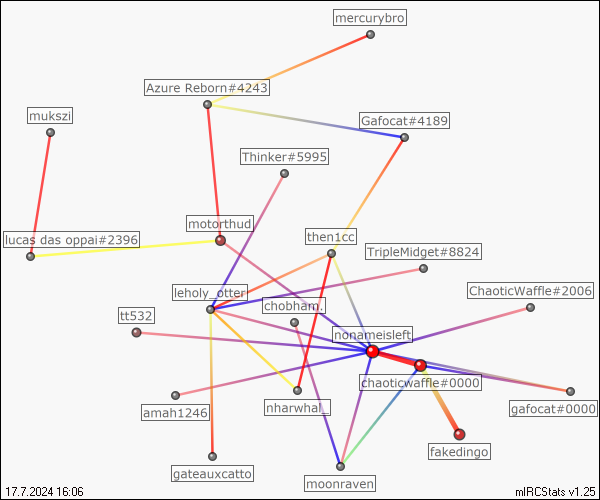 mercurybro
Azure Reborn#4243
mukszi
Gafocat#4189
Thinker#5995
motorthud
then1cc
lucas das oppai#2396
TripleMidget#8824
leholy_otter
ChaoticWaffle#2006
chobham.
tt532
nonameisleft
chaoticwaffle#0000
nharwhal_
gafocat#0000
amah1246
fakedingo
gateauxcatto
moonraven
17.7.2024 16:06
mIRCStats v1.25